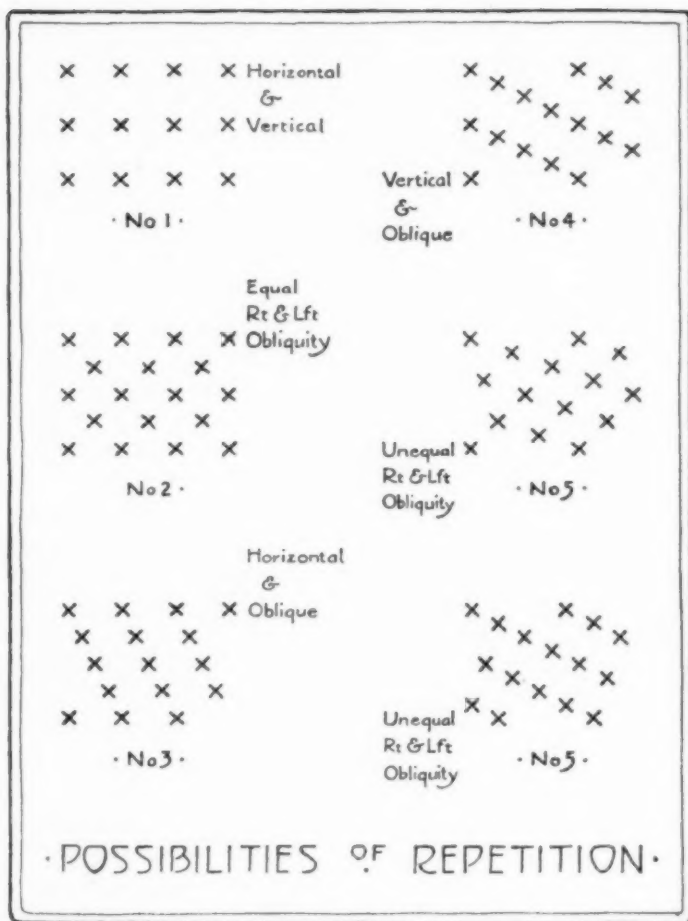 Horizontal
&
Vertical
· No 1 ·
Vertical
&
Oblique
· No 4 ·
Equal
Rt & Lft
Obliquity
No 2 ·
Unequal
Rt & Lft
Obliquity
· No 5 ·
Horizontal
&
Oblique
· No 3 ·
Unequal
Rt & Lft
Obliquity
· No 5 ·
· POSSIBILITIES OF REPETITION ·